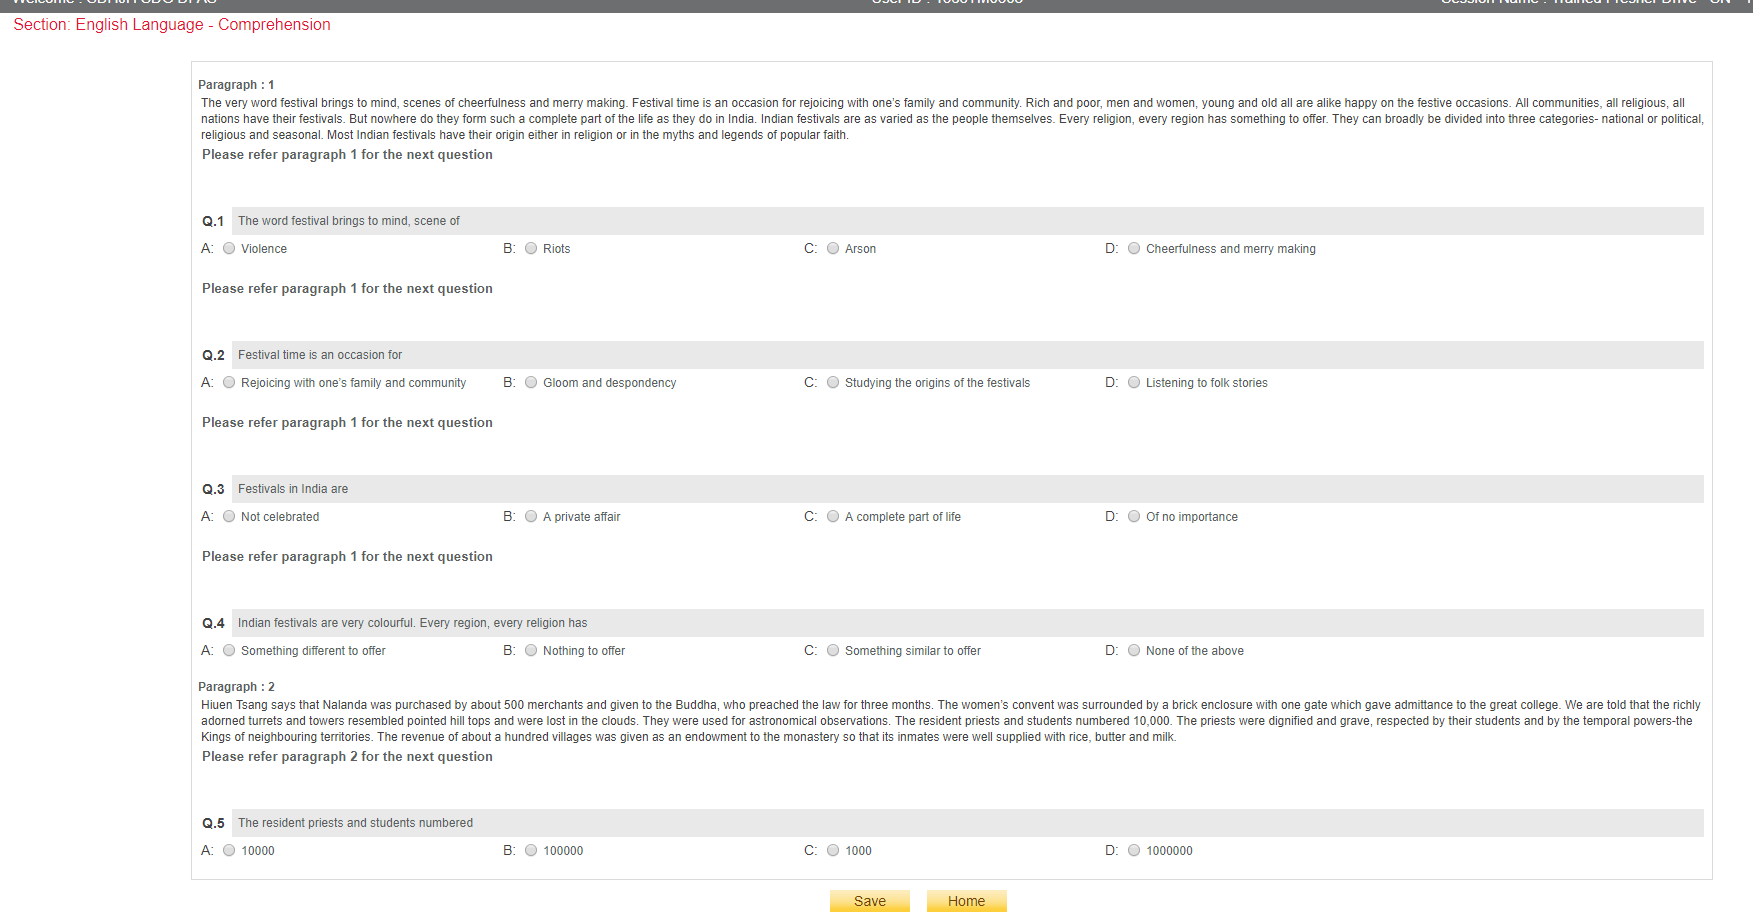 Section: English Language - Comprehension
Paragraph : 1
The very word festival brings to mind, scenes of cheerfulness and merry making. Festival time is an occasion for rejoicing with one's family and community. Rich and poor, men and women, young and old all are alike happy on the festive occasions. All communities, all religious, all
nations have their festivals. But nowhere do they form such a complete part of the life as they do in India. Indian festivals are as varied as the people themselves. Every religion, every region has something to offer. They can broadly be divided into three categories- national or political,
religious and seasonal. Most Indian festivals have their origin either in religion or in the myths and legends of popular faith.
Please refer paragraph 1 for the next question
Q.1 The word festival brings to mind, scene of
A: Violence B: Riots C: Arson D: Cheerfulness and merry making
Please refer paragraph 1 for the next question
Q.2 Festival time is an occasion for
A: Rejoicing with one's family and community B: Gloom and despondency C: Studying the origins of the festivals D: Listening to folk stories
Please refer paragraph 1 for the next question
Q.3 Festivals in India are
A: Not celebrated B: A private affair C: A complete part of life D: Of no importance
Please refer paragraph 1 for the next question
Q.4 Indian festivals are very colourful. Every region, every religion has
A: Something different to offer B: Nothing to offer C: Something similar to offer D: None of the above
Paragraph : 2
Hiuen Tsang says that Nalanda was purchased by about 500 merchants and given to the Buddha, who preached the law for three months. The women's convent was surrounded by a brick enclosure with one gate which gave admittance to the great college. We are told that the richly
adorned turrets and towers resembled pointed hill tops and were lost in the clouds. They were used for astronomical observations. The resident priests and students numbered 10,000. The priests were dignified and grave, respected by their students and by the temporal powers-the
Kings of neighbouring territories. The revenue of about a hundred villages was given as an endowment to the monastery so that its inmates were well supplied with rice, butter and milk.
Please refer paragraph 2 for the next question
Q.5 The resident priests and students numbered
A: 10000 B: 100000 C: 1000 D: 1000000
Save Home